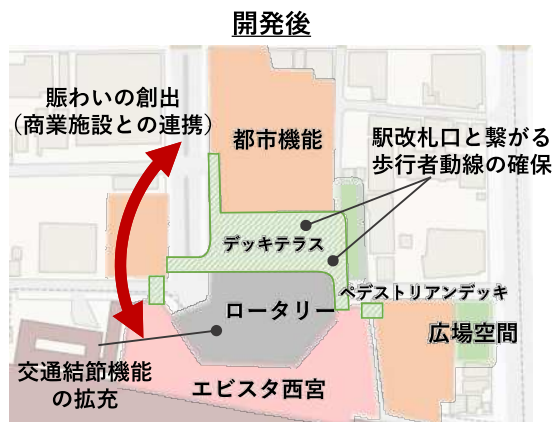 開発後
賑わいの創出
（商業施設との連携）
都市機能
駅改札口と繋がる
歩行者動線の確保
デッキテラス
ペデストリアンデッキ
ロータリー
広場空間
交通結節機能
の拡充
エビスタ西宮